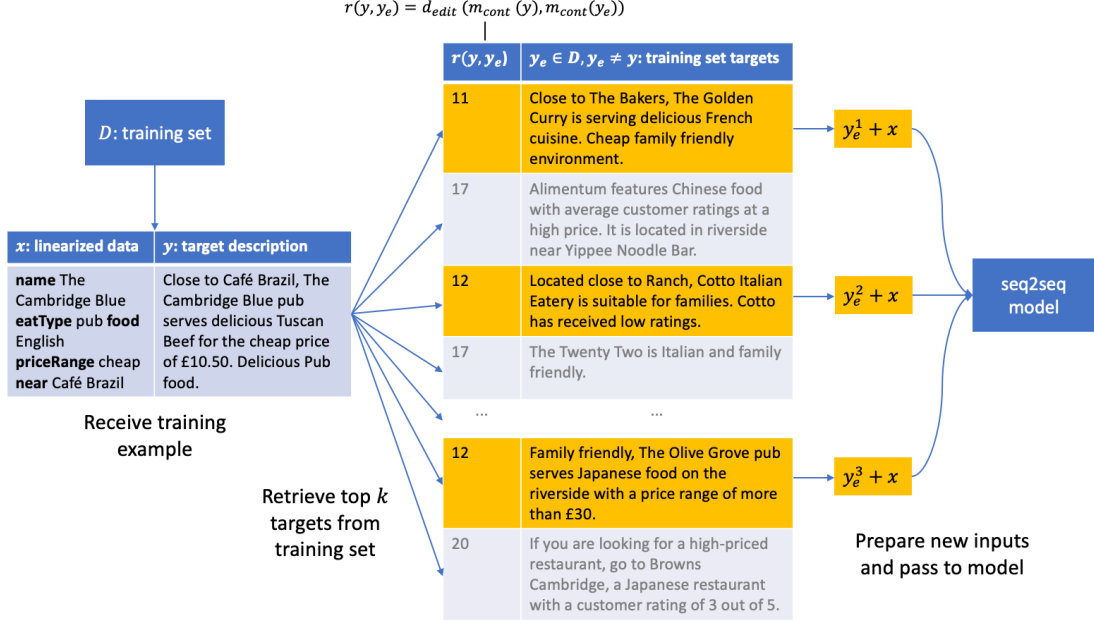 r(y, y_e) = d_edit (m_cont (y), m_cont(y_e))
r(y, y_e)
y_e ∈ D, y_e ≠ y: training set targets
11
Close to The Bakers, The Golden
Curry is serving delicious French
cuisine. Cheap family friendly
environment.
17
Alimentum features Chinese food
with average customer ratings at a
high price. It is located in riverside
near Yippee Noodle Bar.
12
Located close to Ranch, Cotto Italian
Eatery is suitable for families. Cotto
has received low ratings.
17
The Twenty Two is Italian and family
friendly.
...
...
12
Family friendly, The Olive Grove pub
serves Japanese food on the
riverside with a price range of more
than £30.
20
If you are looking for a high-priced
restaurant, go to Browns
Cambridge, a Japanese restaurant
with a customer rating of 3 out of 5.
D: training set
x: linearized data
y: target description
name The
Cambridge Blue
eatType pub food
English
priceRange cheap
near Café Brazil
Close to Café Brazil, The
Cambridge Blue pub
serves delicious Tuscan
Beef for the cheap price
of £10.50. Delicious Pub
food.
Receive training
example
Retrieve top k
targets from
training set
y_e^1 + x
y_e^2 + x
y_e^3 + x
seq2seq
model
Prepare new inputs
and pass to model